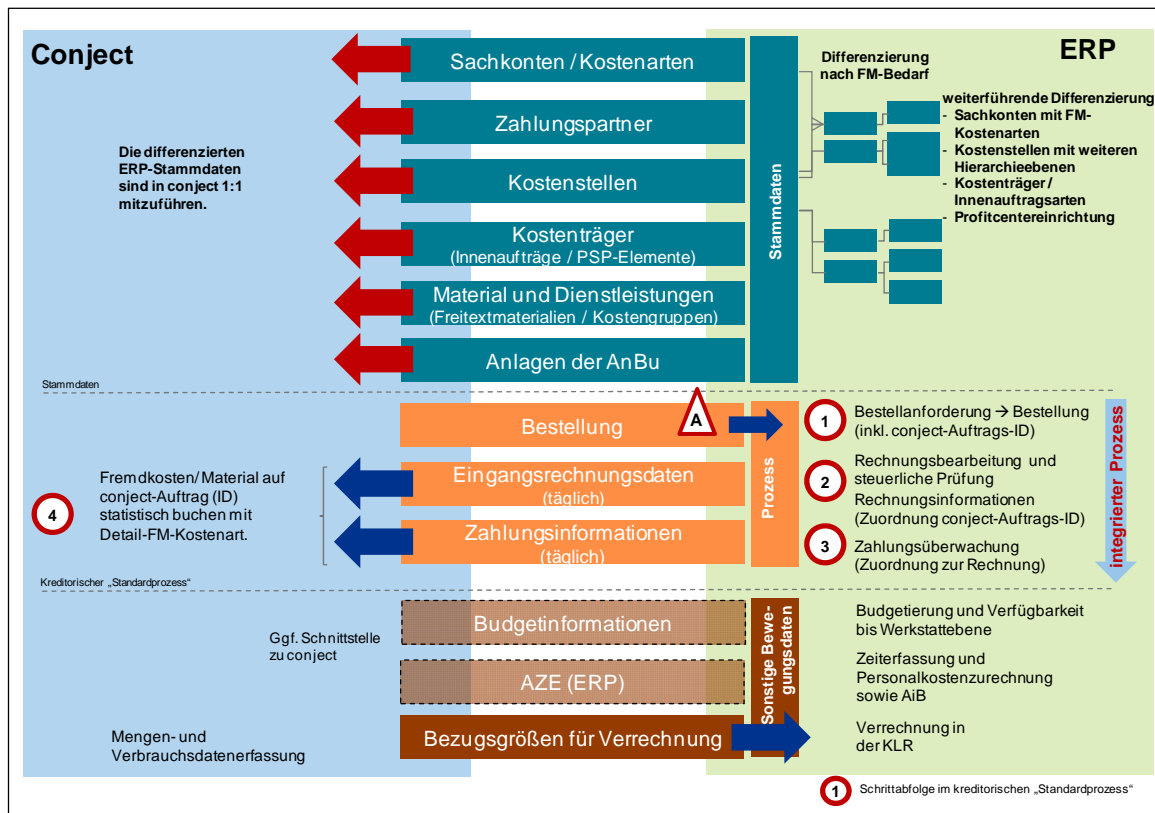 Conject
ERP
Sachkonten / Kostenarten
Zahlungspartner
Kostenstellen
Kostenträger
(Innenaufträge / PSP-Elemente)
Material und Dienstleistungen
(Freitextmaterialien / Kostengruppen)
Anlagen der AnBu
Stammdaten
Die differenzierten
ERP-Stammdaten
sind in conject 1:1
mitzuführen.
Differenzierung
nach FM-Bedarf
weiterführende Differenzierung
- Sachkonten mit FM-
Kostenarten
- Kostenstellen mit weiteren
Hierarchieebenen
- Kostenträger /
Innenauftragsarten
- Profitcentereinrichtung
Stammdaten
A
Bestellung
Eingangsrechnungsdaten
(täglich)
Zahlungsinformationen
(täglich)
Prozess
1
Bestellanforderung → Bestellung
(inkl. conject-Auftrags-ID)
2
Rechnungsbearbeitung und
steuerliche Prüfung
Rechnungsinformationen
(Zuordnung conject-Auftrags-ID)
3
Zahlungsüberwachung
(Zuordnung zur Rechnung)
integrierter Prozess
4
Fremdkosten/ Material auf
conject-Auftrag (ID)
statistisch buchen mit
Detail-FM-Kostenart.
Kreditorischer „Standardprozess“
Ggf. Schnittstelle
zu conject
Budgetinformationen
AZE (ERP)
Bezugsgrößen für Verrechnung
Sonstige Bewe-
gungsdaten
Budgetierung und Verfügbarkeit
bis Werkstattebene
Zeiterfassung und
Personalkostenzurechnung
sowie AiB
Verrechnung in
der KLR
Mengen- und
Verbrauchsdatenerfassung
1
Schrittabfolge im kreditorischen „Standardprozess“